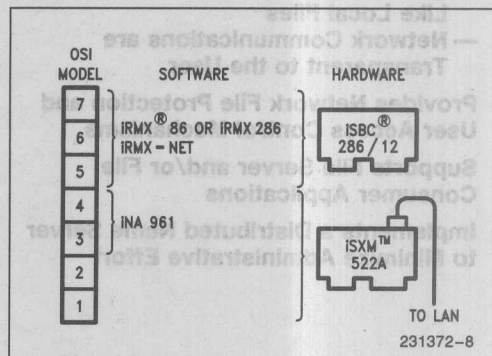 OSI
MODEL SOFTWARE HARDWARE
7
6
5
4
3
2
1
iRMX® 86 OR iRMX 286
iRMX - NET
iNA 961
iSBC®
286/12
iSXM™
522A
TO LAN
231372-8
Like Local Files
— Network Communications are
Transparent to the User
Provides Network File Protection and
User Access Control
Supports File Server and/or File
Consumer Applications
Implements a Distributed Name Server
to Minimize Administrative Effort